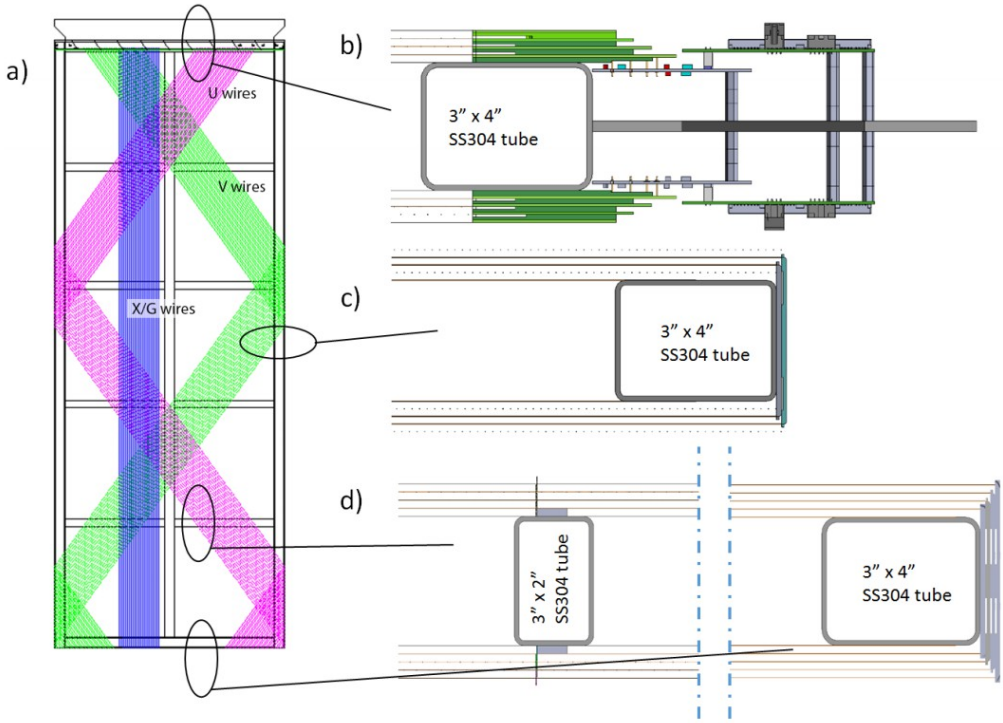 a)
U wires
V wires
X/G wires
b)
3” x 4”
SS304 tube
c)
3” x 4”
SS304 tube
d)
3” x 2”
SS304 tube
3” x 4”
SS304 tube